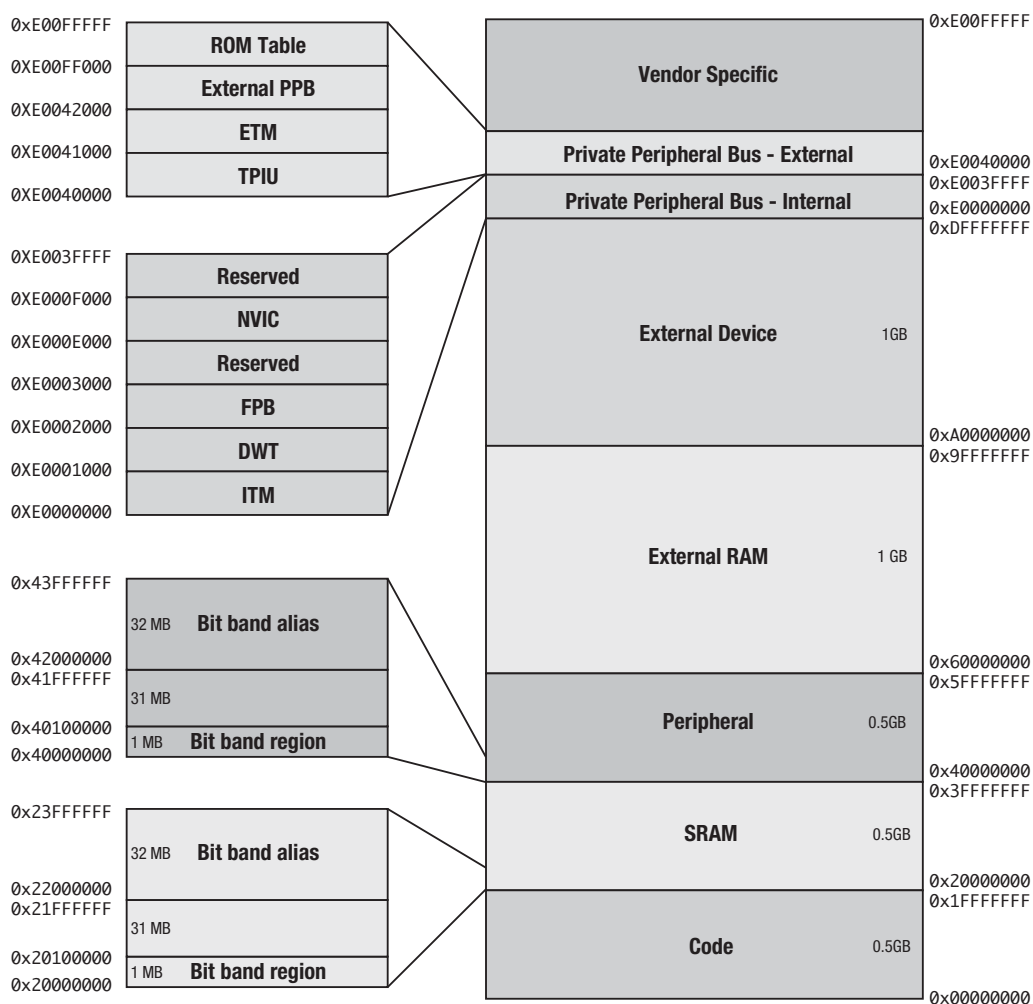 0xE00FFFFF
ROM Table
0XE00FF000
External PPB
0XE0042000
ETM
0XE0041000
TPIU
0XE0040000
0XE003FFFF
Reserved
0XE000F000
NVIC
0XE000E000
Reserved
0XE0003000
FPB
0XE0002000
DWT
0XE0001000
ITM
0XE0000000
0x43FFFFFF
32 MB Bit band alias
0x42000000
0x41FFFFFF
31 MB
0x40100000
1 MB Bit band region
0x40000000
0x23FFFFFF
32 MB Bit band alias
0x22000000
0x21FFFFFF
31 MB
0x20100000
1 MB Bit band region
0x20000000
0xE00FFFFF
Vendor Specific
Private Peripheral Bus - External
0xE0040000
0xE003FFFF
Private Peripheral Bus - Internal
0xE0000000
0xDFFFFFFF
External Device 1GB
0xA0000000
0x9FFFFFFF
External RAM 1 GB
0x60000000
0x5FFFFFFF
Peripheral 0.5GB
0x40000000
0x3FFFFFFF
SRAM 0.5GB
0x20000000
0x1FFFFFFF
Code 0.5GB
0x00000000